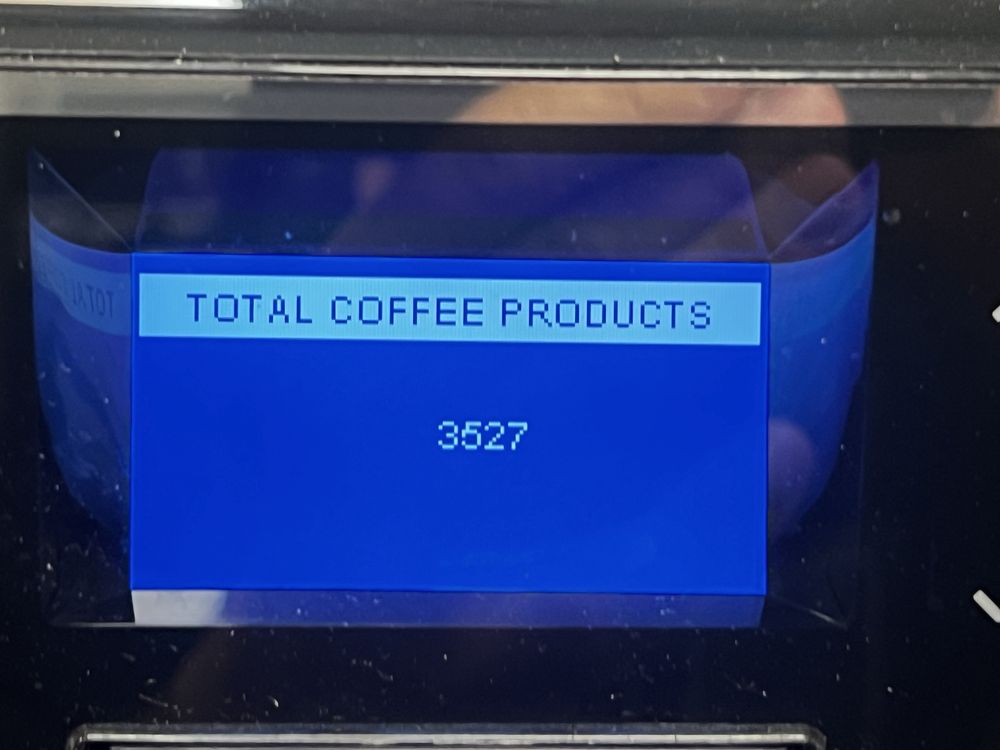 TOTAL COFFEE PRODUCTS
3527